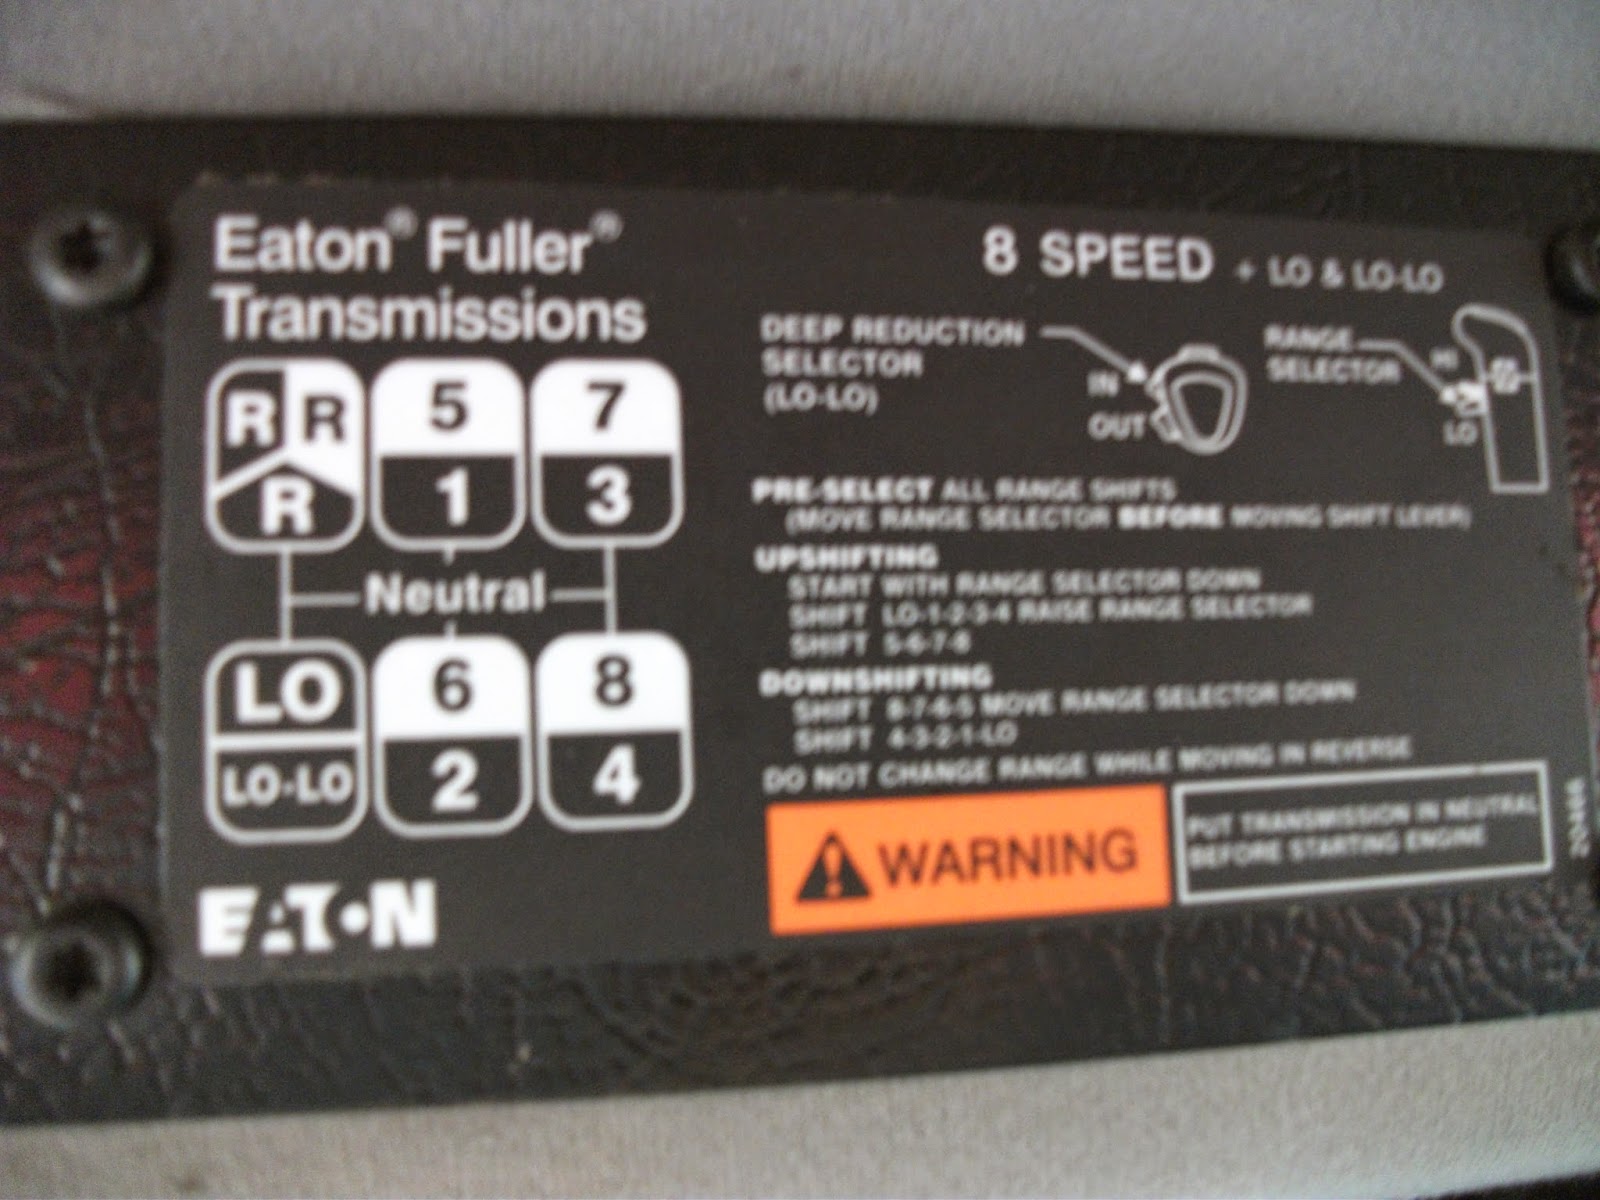 Eaton® Fuller®
Transmissions
8 SPEED + LO & LO-LO
R R
R
5
1
7
3
Neutral
LO
LO-LO
6
2
8
4
EATON
DEEP REDUCTION
SELECTOR
(LO-LO)
IN
OUT
RANGE
SELECTOR
HI
LO
PRE-SELECT ALL RANGE SHIFTS
(MOVE RANGE SELECTOR BEFORE MOVING SHIFT LEVER)
UPSHIFTING
START WITH RANGE SELECTOR DOWN
SHIFT LO-1-2-3-4 RAISE RANGE SELECTOR
SHIFT 5-6-7-8
DOWNSHIFTING
SHIFT 8-7-6-5 MOVE RANGE SELECTOR DOWN
SHIFT 4-3-2-1-LO
DO NOT CHANGE RANGE WHILE MOVING IN REVERSE
WARNING
PUT TRANSMISSION IN NEUTRAL
BEFORE STARTING ENGINE